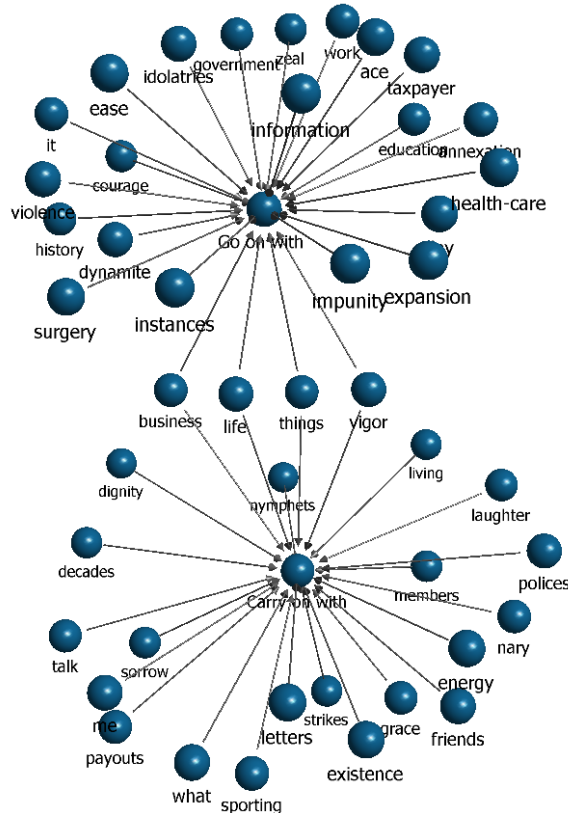 work
zeal
government
idolatries
ace
taxpayer
ease
information
it
education
annexation
courage
violence
health-care
history
Go on with
dynamite
impunity
expansion
surgery
instances
business
life
things
vigor
dignity
living
nymphets
laughter
decades
polices
members
Carry on with
nary
talk
sorrow
energy
me
strikes
grace
letters
friends
payouts
existence
what
sporting